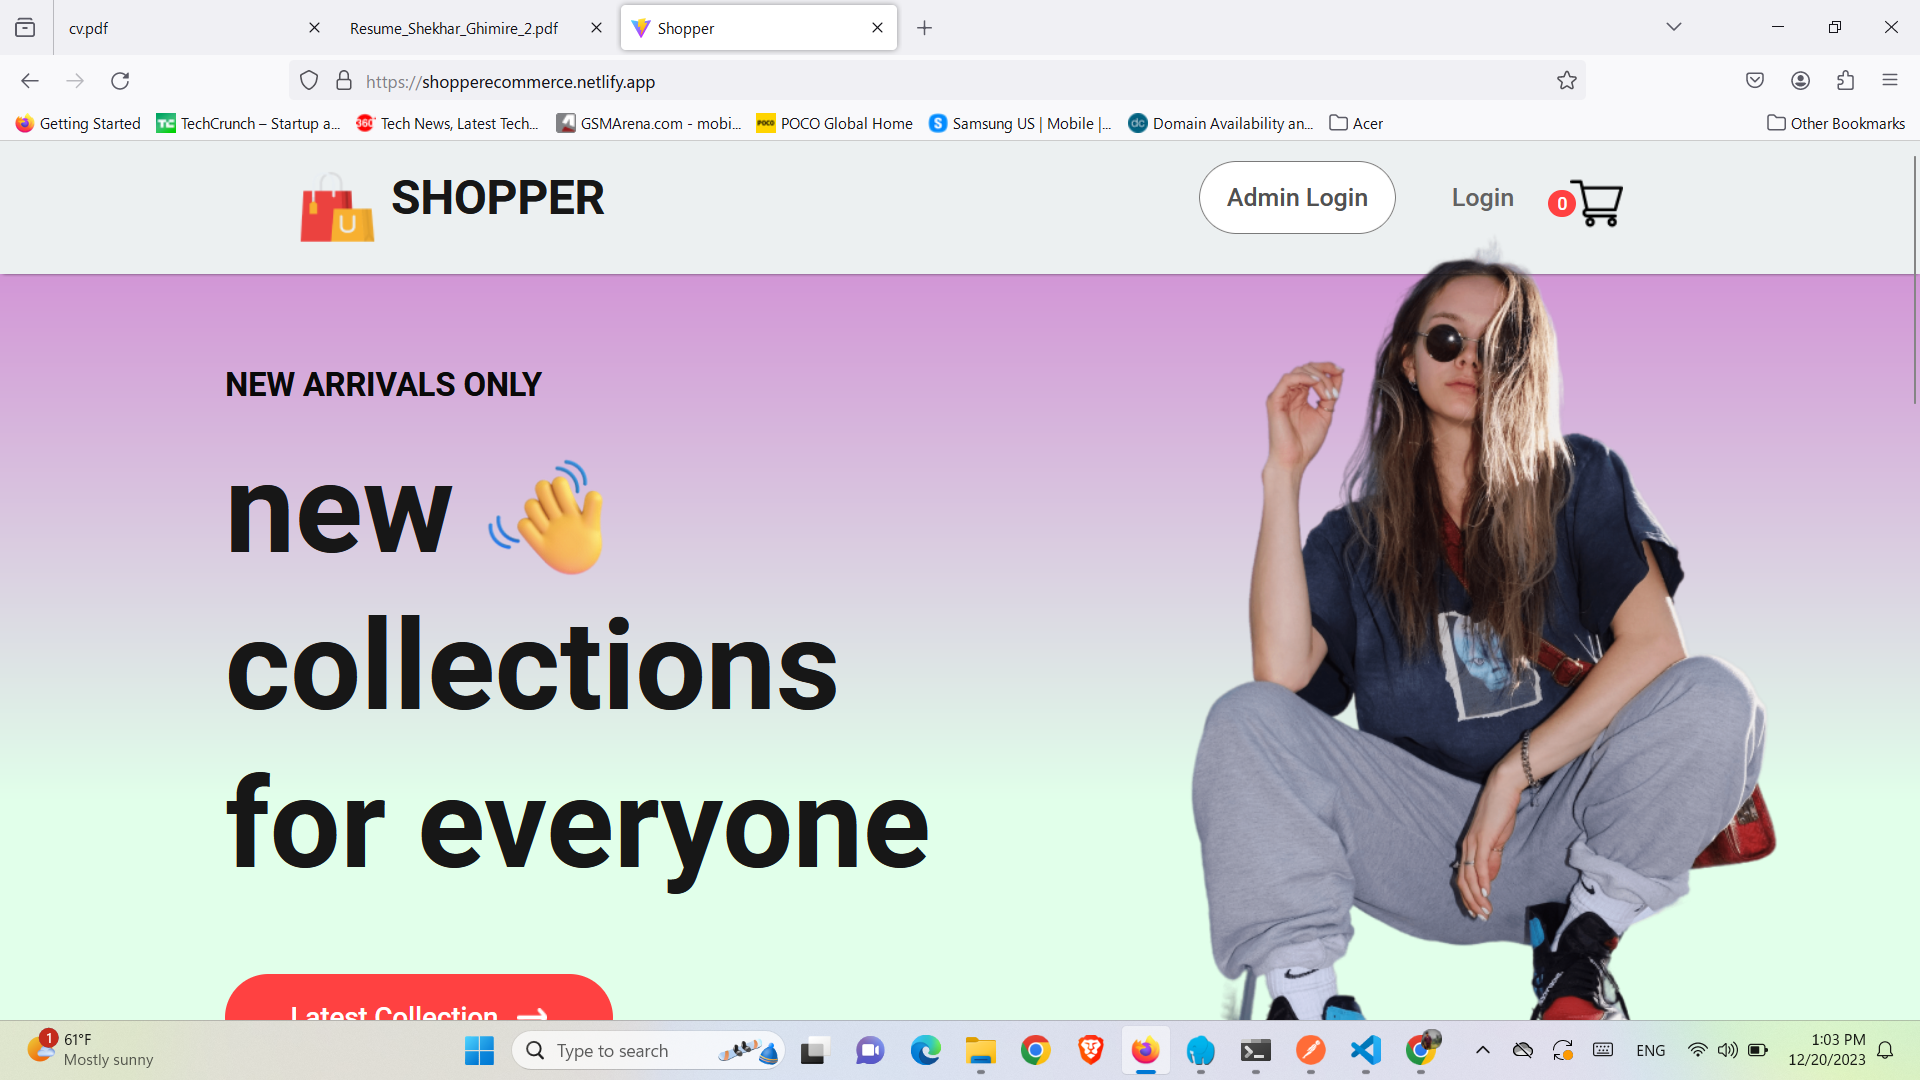 cv.pdf
Resume_Shekhar_Ghimire_2.pdf
Shopper
https://shopperecommerce.netlify.app
Getting Started
TechCrunch – Startup a...
Tech News, Latest Tech...
GSMArena.com - mobi...
POCO Global Home
Samsung US | Mobile |...
Domain Availability an...
Acer
Other Bookmarks
SHOPPER
Admin Login
Login
0
NEW ARRIVALS ONLY
new
collections
for everyone
Latest Collection
1
61°F
Mostly sunny
Type to search
ENG
1:03 PM
12/20/2023